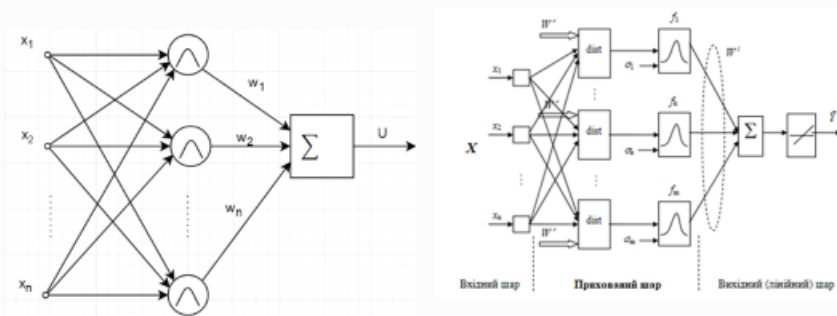 x1
x2
xn
w1
w2
wn
∑
U
W^r
dist
f1
σ1
W^l
x1
x2
X
dist
fk
σk
∑
xn
W^r
dist
fm
σm
Вхідний шар
Прихований шар
Вихідний (лінійний) шар